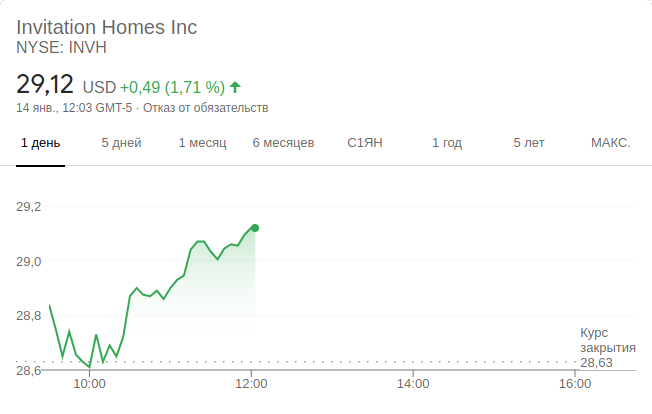 Invitation Homes Inc
NYSE: INVH
29,12 USD +0,49 (1,71 %)
14 янв., 12:03 GMT-5 · Отказ от обязательств
1 день 5 дней 1 месяц 6 месяцев С1ЯН 1 год 5 лет МАКС.
29,2
29,0
28,8
28,6
Курс
закрытия
28,63
10:00 12:00 14:00 16:00